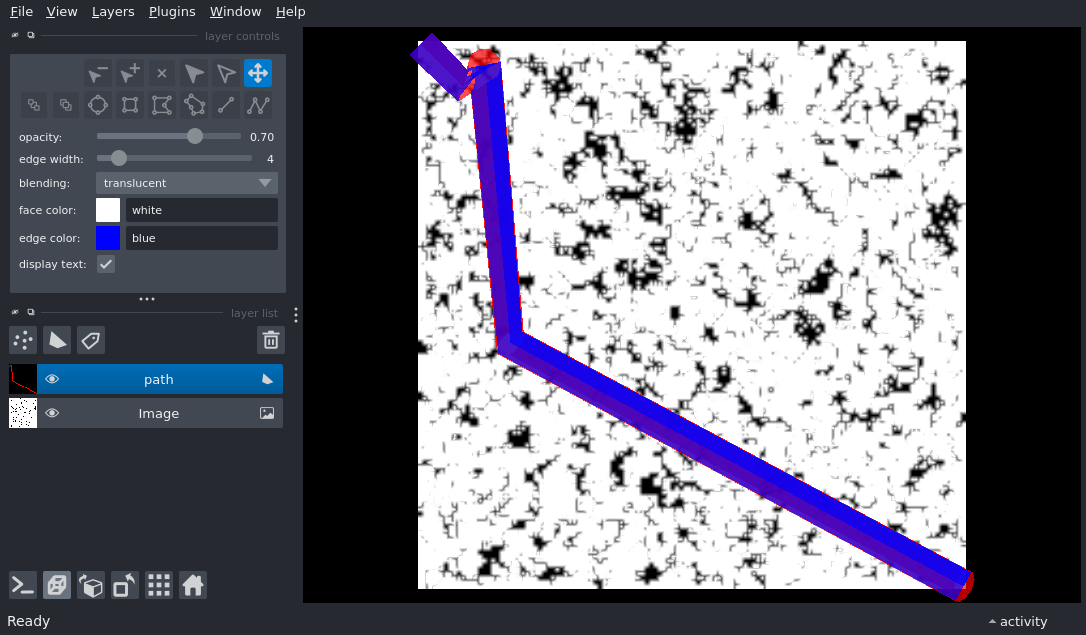 File View Layers Plugins Window Help
layer controls
opacity: 0.70
edge width: 4
blending: translucent
face color: white
edge color: blue
display text:
layer list
path
Image
Ready activity